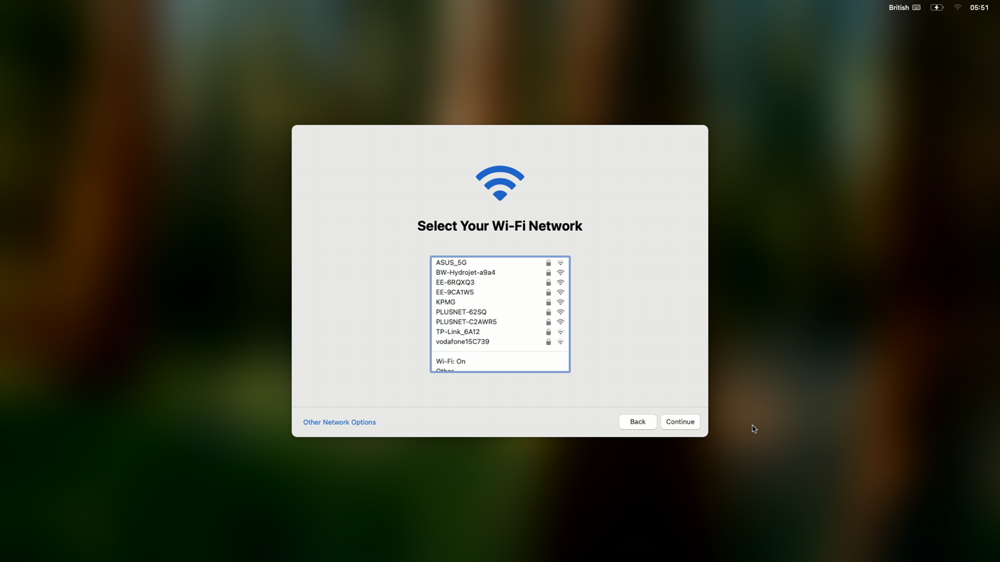 British 05:51
Select Your Wi-Fi Network
ASUS_5G
BW-Hydrojet-a9a4
EE-6RQXQ3
EE-9CA1W5
KPMG
PLUSNET-62SQ
PLUSNET-C2AWR5
TP-Link_6A12
vodafone15C739
Wi-Fi: On
Other Network Options Back Continue